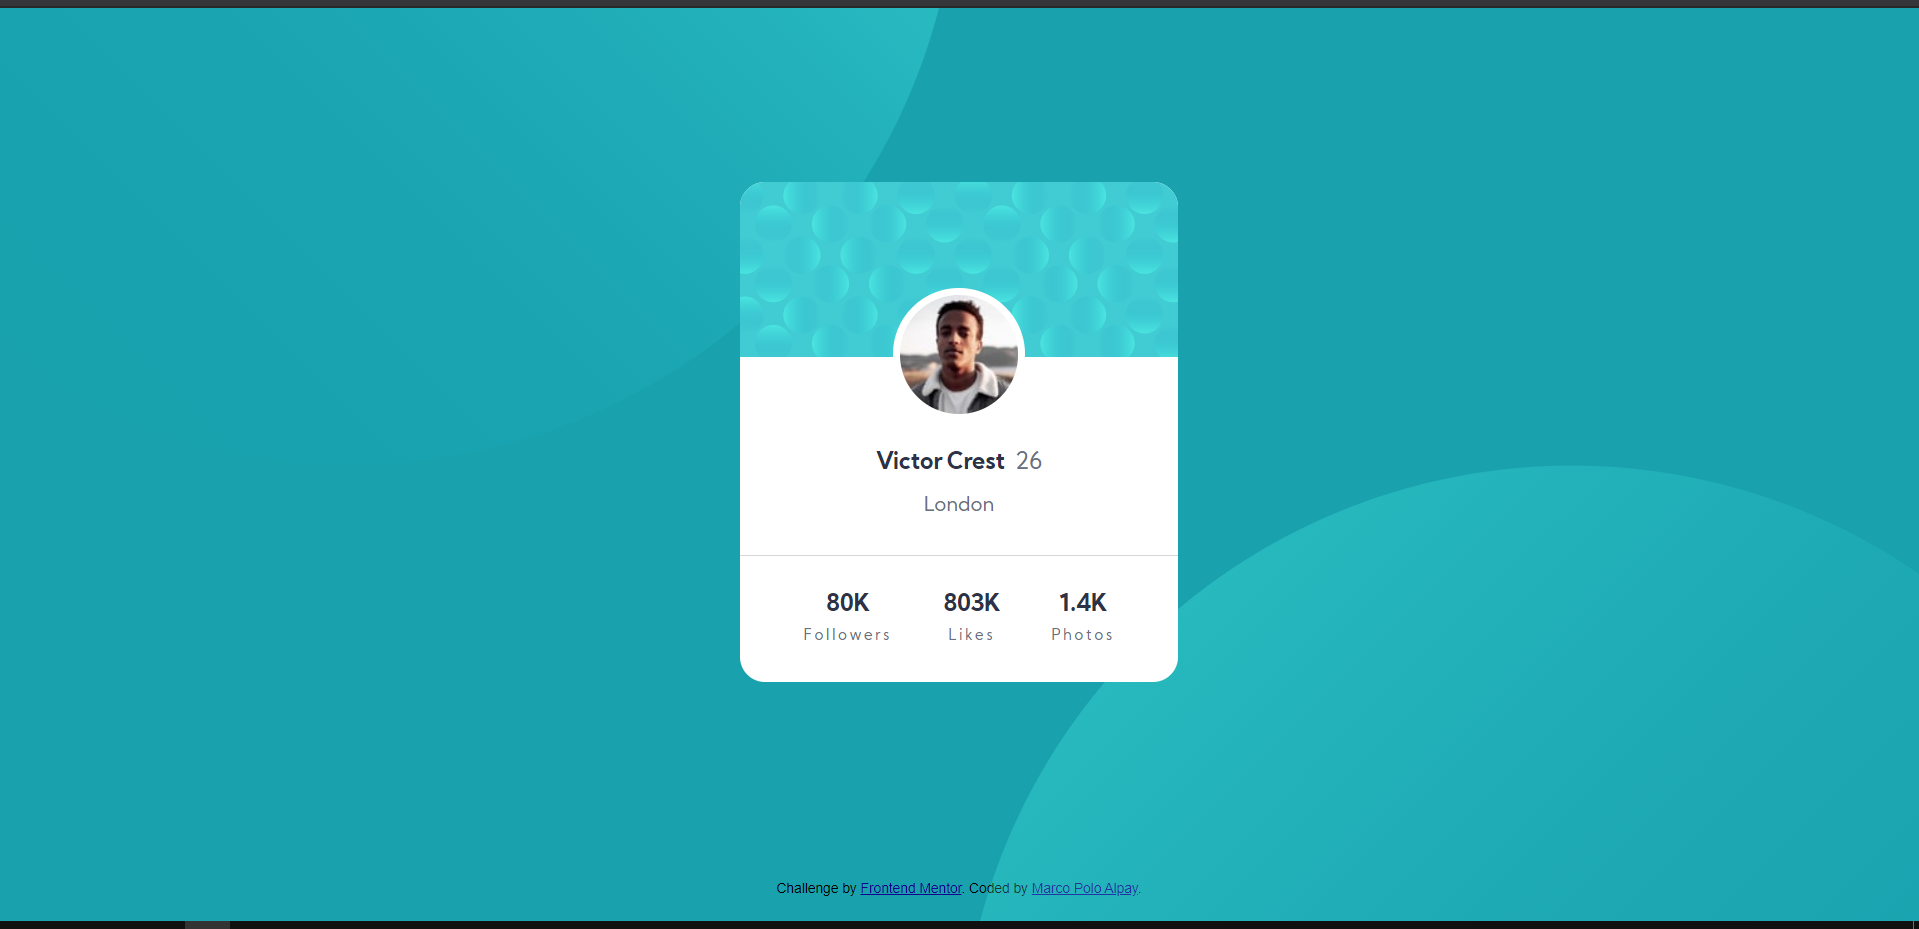 Victor Crest 26
London
80K 803K 1.4K
Followers Likes Photos
Challenge by Frontend Mentor. Coded by Marco Polo Alpay.